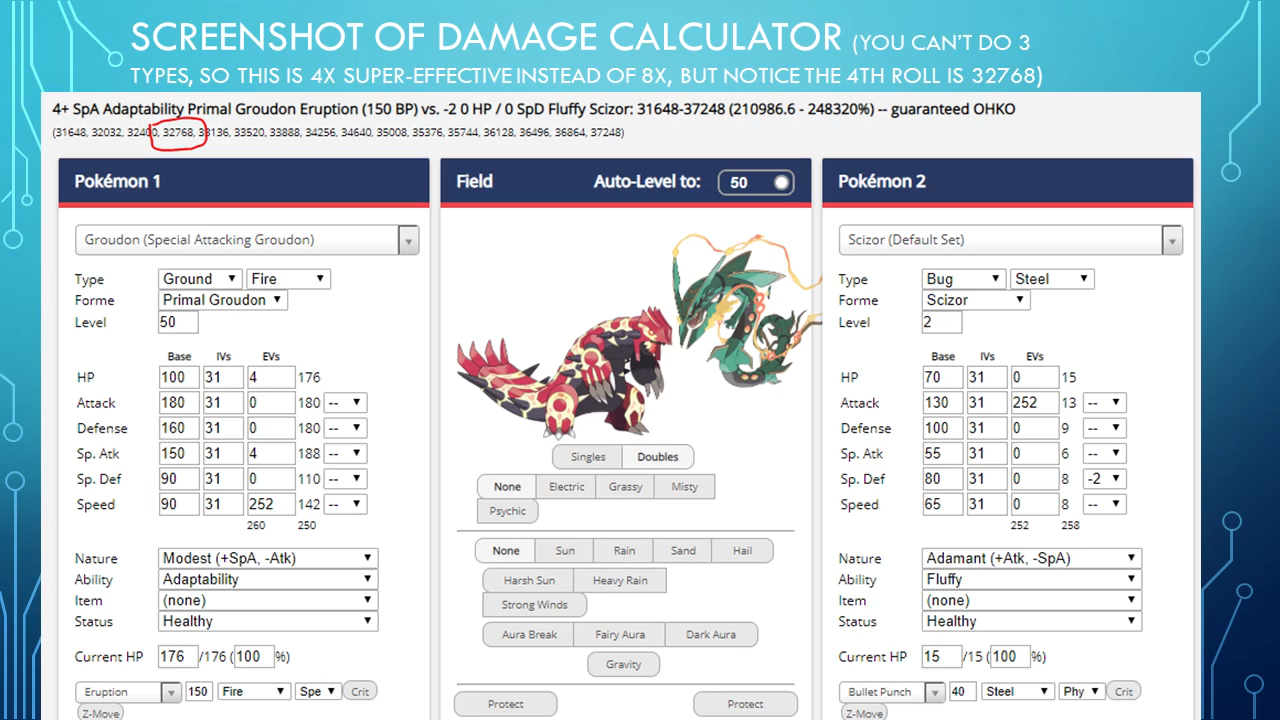 SCREENSHOT OF DAMAGE CALCULATOR (YOU CAN'T DO 3
TYPES, SO THIS IS 4X SUPER-EFFECTIVE INSTEAD OF 8X, BUT NOTICE THE 4TH ROLL IS 32768)
4+ SpA Adaptability Primal Groudon Eruption (150 BP) vs. -2 0 HP / 0 SpD Fluffy Scizor: 31648-37248 (210986.6 - 248320%) -- guaranteed OHKO
(31648, 32032, 32400, 32768, 33136, 33520, 33888, 34256, 34640, 35008, 35376, 35744, 36128, 36496, 36864, 37248)
Pokémon 1
Groudon (Special Attacking Groudon)
Type Ground Fire
Forme Primal Groudon
Level 50
Base IVs EVs
HP 100 31 4 176
Attack 180 31 0 180 --
Defense 160 31 0 180 --
Sp. Atk 150 31 4 188 --
Sp. Def 90 31 0 110 --
Speed 90 31 252 142 --
260 250
Nature Modest (+SpA, -Atk)
Ability Adaptability
Item (none)
Status Healthy
Current HP 176 /176 ( 100 %)
Eruption 150 Fire Spe Crit
Z-Move
Field Auto-Level to: 50
Singles Doubles
None Electric Grassy Misty
Psychic
None Sun Rain Sand Hail
Harsh Sun Heavy Rain
Strong Winds
Aura Break Fairy Aura Dark Aura
Gravity
Protect Protect
Pokémon 2
Scizor (Default Set)
Type Bug Steel
Forme Scizor
Level 2
Base IVs EVs
HP 70 31 0 15
Attack 130 31 252 13 --
Defense 100 31 0 9 --
Sp. Atk 55 31 0 6 --
Sp. Def 80 31 0 8 -2
Speed 65 31 0 8 --
252 258
Nature Adamant (+Atk, -SpA)
Ability Fluffy
Item (none)
Status Healthy
Current HP 15 /15 ( 100 %)
Bullet Punch 40 Steel Phy Crit
Z-Move